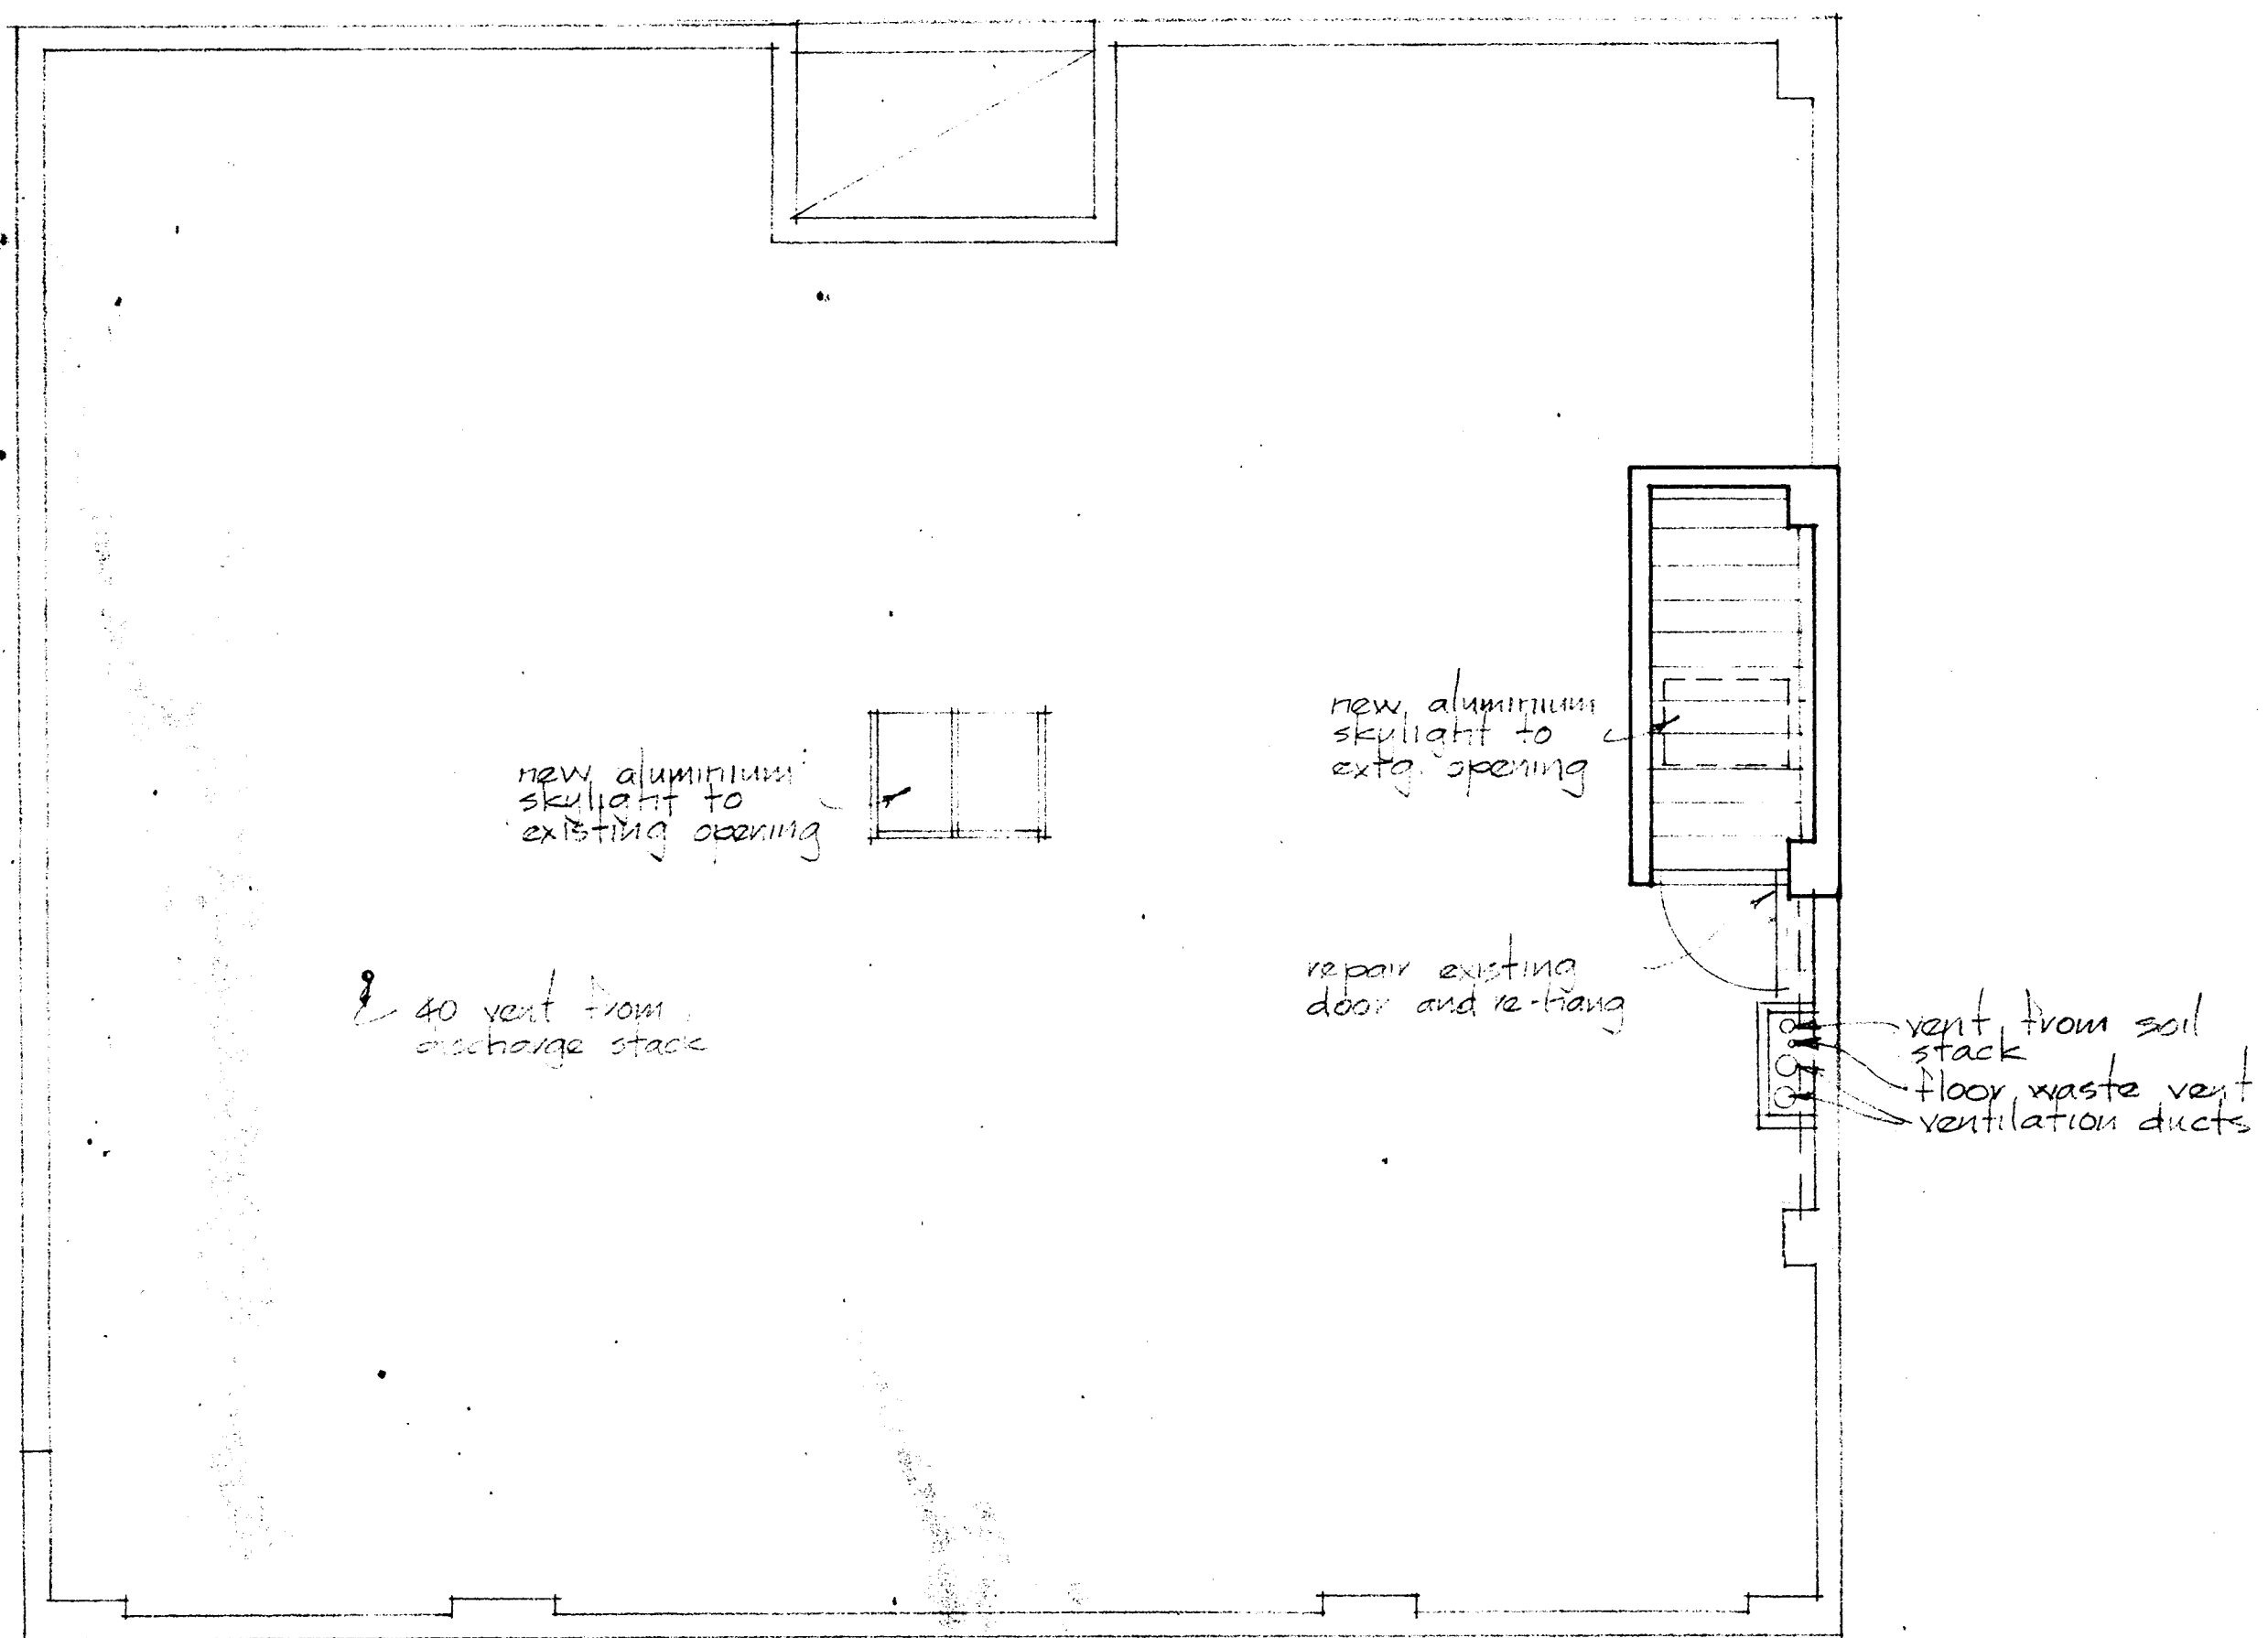 new aluminium
skylight to
extg. opening
new aluminium
skylight to
existing opening
repair existing
door and re-hang
40 vent from
discharge stack
vent from soil
stack
floor waste vent
ventilation ducts